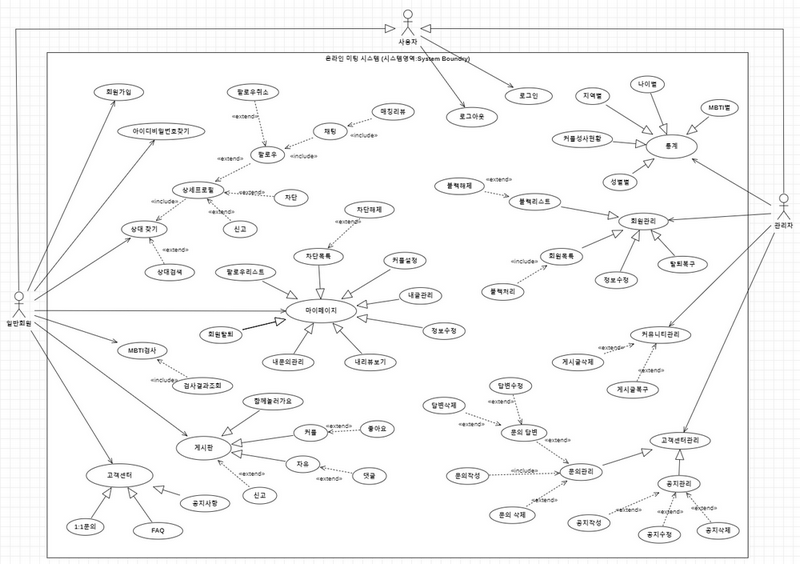 사용자
온라인 미팅 시스템 (시스템영역:System Boundry)
회원가입
팔로우취소
로그인
나이별
지역별
MBTI별
매칭리뷰
«extend»
채팅
«include»
로그아웃
아이디비밀번호찾기
커플성사현황
통계
팔로우
«include»
«extend»
상세프로필
«extend»
차단
«include»
«extend»
블랙해제
«extend»
블랙리스트
성별별
관리자
차단해제
«extend»
상대 찾기
신고
회원관리
«extend»
차단목록
커플설정
«include»
회원목록
탈퇴복구
상대검색
팔로우리스트
정보수정
블랙처리
내글관리
일반회원
마이페이지
회원탈퇴
정보수정
커뮤니티관리
«extend»
MBTI검사
내문의관리
내리뷰보기
게시글삭제
«extend»
«include»
검사결과조회
게시글복구
답변수정
함께놀러가요
답변삭제
«extend»
«extend»
좋아요
«extend»
커플
문의 답변
«extend»
고객센터관리
게시판
자유
«extend»
댓글
«extend»
신고
고객센터
문의작성
«include»
문의관리
공지관리
공지사항
«extend»
문의 삭제
«extend»
«extend»
«extend»
공지작성
1:1문의
FAQ
공지수정
공지삭제